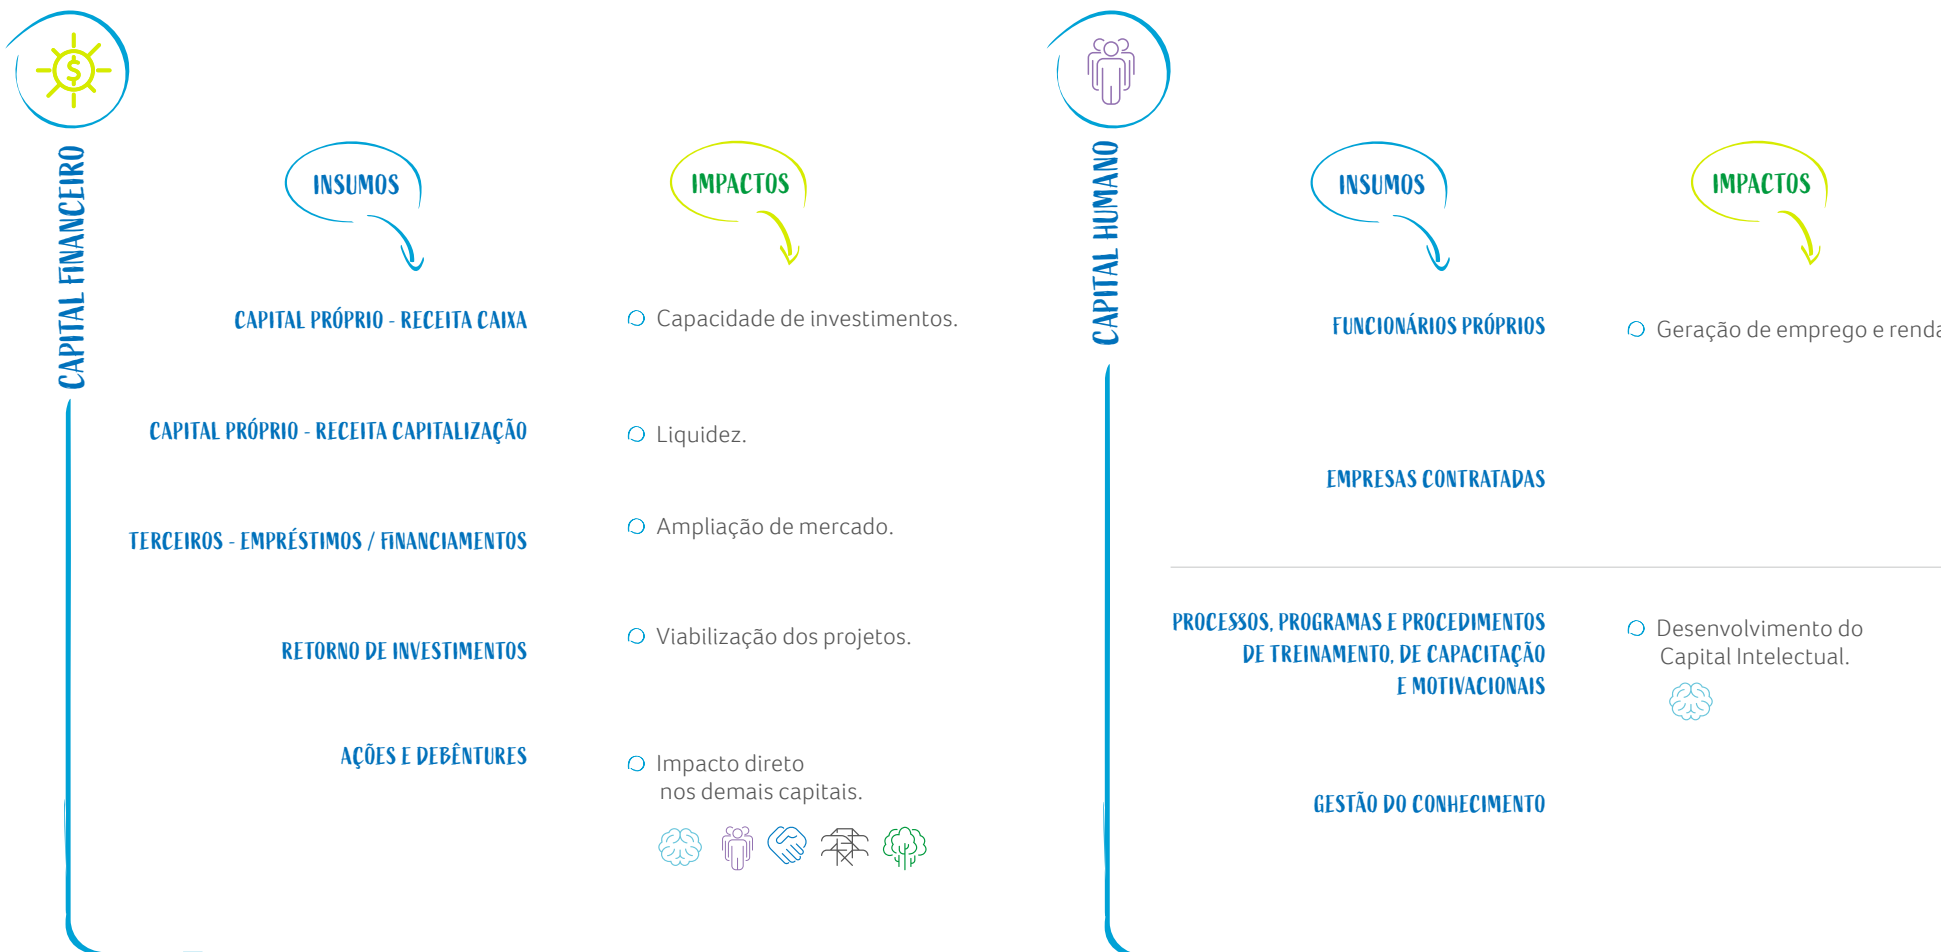 CAPITAL FINANCEIRO
INSUMOS
IMPACTOS
CAPITAL PRÓPRIO - RECEITA CAIXA
Capacidade de investimentos.
CAPITAL PRÓPRIO - RECEITA CAPITALIZAÇÃO
Liquidez.
TERCEIROS - EMPRÉSTIMOS / FINANCIAMENTOS
Ampliação de mercado.
RETORNO DE INVESTIMENTOS
Viabilização dos projetos.
AÇÕES E DEBÊNTURES
Impacto direto
nos demais capitais.
CAPITAL HUMANO
INSUMOS
IMPACTOS
FUNCIONÁRIOS PRÓPRIOS
Geração de emprego e renda
EMPRESAS CONTRATADAS
PROCESSOS, PROGRAMAS E PROCEDIMENTOS
DE TREINAMENTO, DE CAPACITAÇÃO
E MOTIVACIONAIS
Desenvolvimento do
Capital Intelectual.
GESTÃO DO CONHECIMENTO